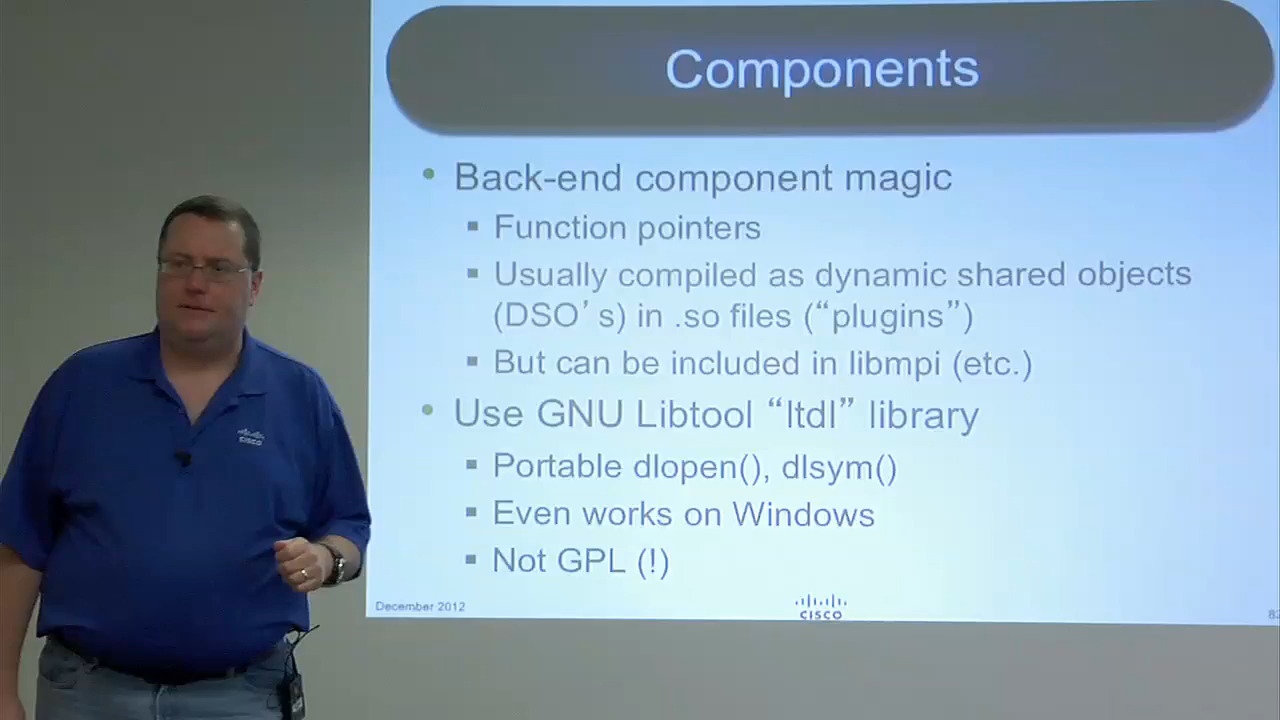 Components
• Back-end component magic
▪ Function pointers
▪ Usually compiled as dynamic shared objects
(DSO’s) in .so files (“plugins”)
▪ But can be included in libmpi (etc.)
• Use GNU Libtool “ltdl” library
▪ Portable dlopen(), dlsym()
▪ Even works on Windows
▪ Not GPL (!)
December 2012
CISCO
CISCO